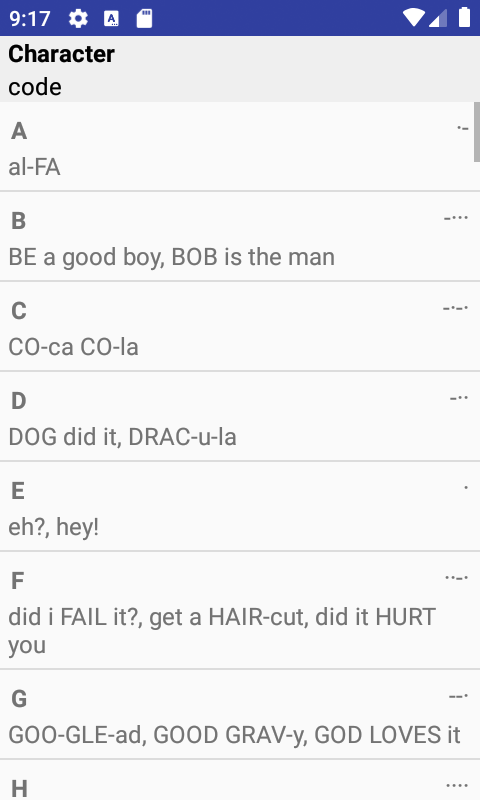 9:17
Character
code
A ·-
al-FA
B -···
BE a good boy, BOB is the man
C -·-·
CO-ca CO-la
D -··
DOG did it, DRAC-u-la
E ·
eh?, hey!
F ··-·
did i FAIL it?, get a HAIR-cut, did it HURT
you
G --·
GOO-GLE-ad, GOOD GRAV-y, GOD LOVES it
H ····